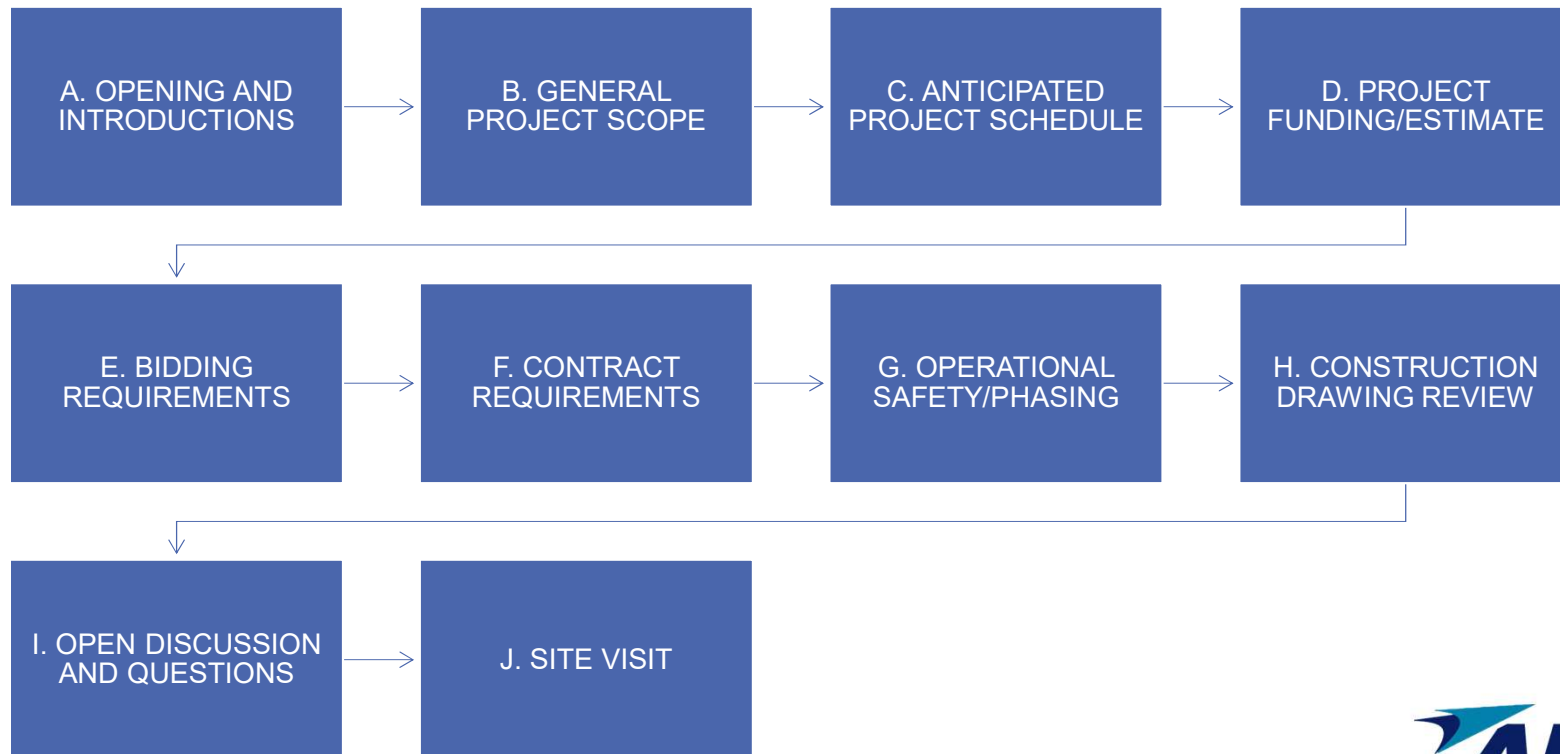 A. OPENING AND
INTRODUCTIONS
B. GENERAL
PROJECT SCOPE
C. ANTICIPATED
PROJECT SCHEDULE
D. PROJECT
FUNDING/ESTIMATE
E. BIDDING
REQUIREMENTS
F. CONTRACT
REQUIREMENTS
G. OPERATIONAL
SAFETY/PHASING
H. CONSTRUCTION
DRAWING REVIEW
I. OPEN DISCUSSION
AND QUESTIONS
J. SITE VISIT